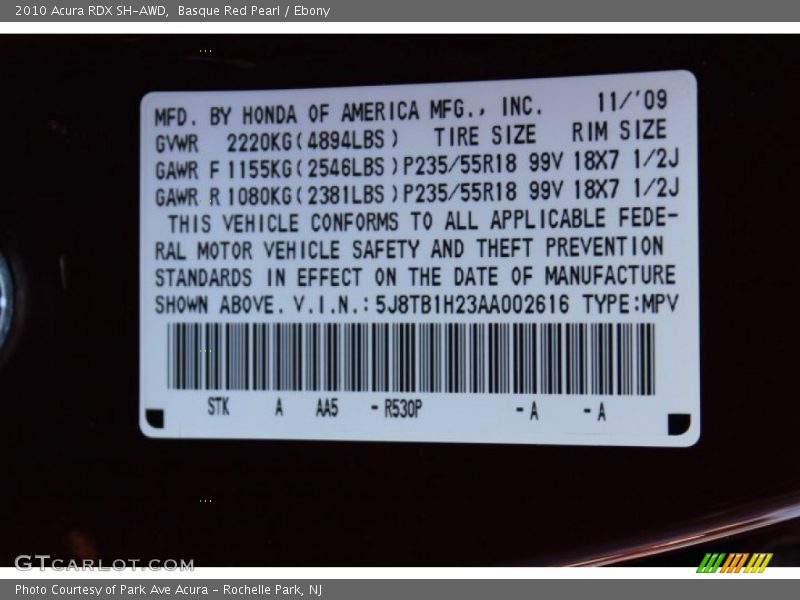 2010 Acura RDX SH-AWD, Basque Red Pearl / Ebony
MFD. BY HONDA OF AMERICA MFG., INC. 11/'09
GVWR 2220KG(4894LBS) TIRE SIZE RIM SIZE
GAWR F 1155KG(2546LBS)P235/55R18 99V 18X7 1/2J
GAWR R 1080KG(2381LBS)P235/55R18 99V 18X7 1/2J
THIS VEHICLE CONFORMS TO ALL APPLICABLE FEDE-
RAL MOTOR VEHICLE SAFETY AND THEFT PREVENTION
STANDARDS IN EFFECT ON THE DATE OF MANUFACTURE
SHOWN ABOVE. V.I.N.: 5J8TB1H23AA002616 TYPE:MPV
STK A AA5 - R530P - A - A
GTCARLOT.COM
Photo Courtesy of Park Ave Acura - Rochelle Park, NJ